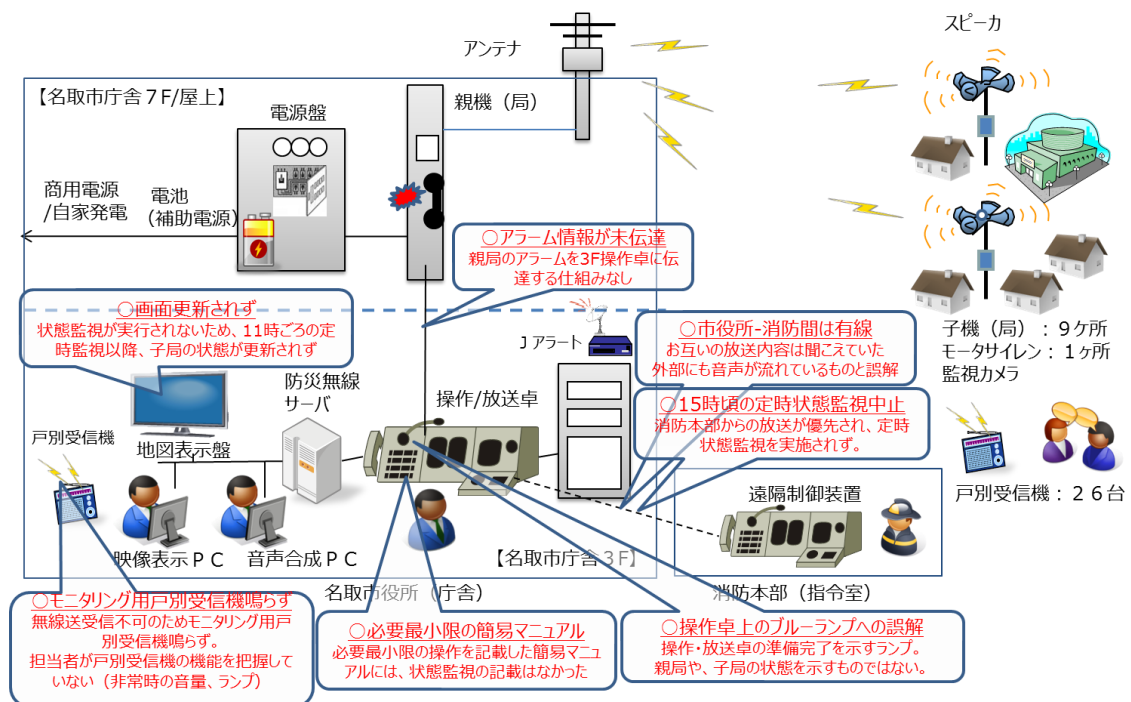 スピーカ
アンテナ
【名取市庁舎７F/屋上】
親機（局）
電源盤
商用電源
/自家発電
電池
（補助電源）
○アラーム情報が未伝達
親局のアラームを3F操作卓に伝
達する仕組みなし
○画面更新されず
状態監視が実行されないため、11時ごろの定
時監視以降、子局の状態が更新されず
Ｊアラート
○市役所-消防間は有線
お互いの放送内容は聞こえていた
外部にも音声が流れているものと誤解
子機（局）：９ケ所
モータサイレン：１ヶ所
監視カメラ
防災無線
サーバ
操作/放送卓
○15時頃の定時状態監視中止
消防本部からの放送が優先され、定時
状態監視を実施されず。
戸別受信機
地図表示盤
遠隔制御装置
戸別受信機：２６台
映像表示ＰＣ
音声合成ＰＣ
【名取市庁舎３F】
名取市役所（庁舎）
消防本部（指令室）
○モニタリング用戸別受信機鳴らず
無線送受信不可のためモニタリング用戸
別受信機鳴らず。
担当者が戸別受信機の機能を把握して
いない（非常時の音量、ランプ）
○必要最小限の簡易マニュアル
必要最小限の操作を記載した簡易マニュ
アルには、状態監視の記載はなかった
○操作卓上のブルーランプへの誤解
操作・放送卓の準備完了を示すランプ。
親局や、子局の状態を示すものではない。